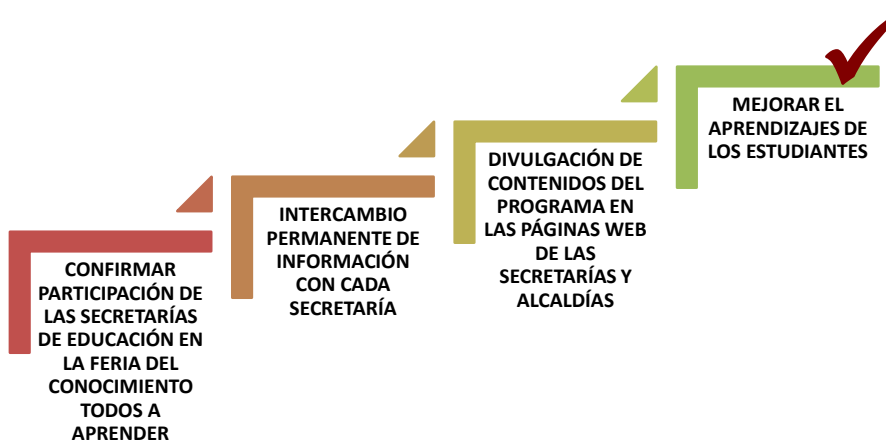 CONFIRMAR
PARTICIPACIÓN DE
LAS SECRETARÍAS
DE EDUCACIÓN EN
LA FERIA DEL
CONOCIMIENTO
TODOS A
APRENDER
INTERCAMBIO
PERMANENTE DE
INFORMACIÓN
CON CADA
SECRETARÍA
DIVULGACIÓN DE
CONTENIDOS DEL
PROGRAMA EN
LAS PÁGINAS WEB
DE LAS
SECRETARÍAS Y
ALCALDÍAS
MEJORAR EL
APRENDIZAJES DE
LOS ESTUDIANTES